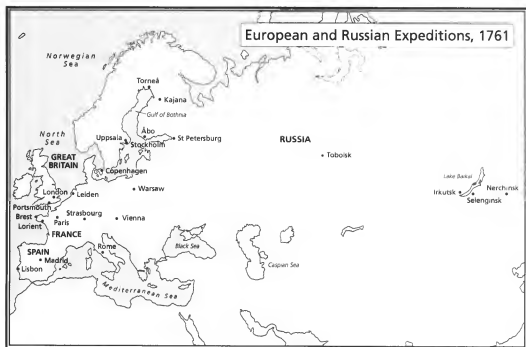 European and Russian Expeditions, 1761
Norwegian
Sea
Torneå
Kajana
Gulf of Bothnia
Åbo
Uppsala
Stockholm
St Petersburg
North
Sea
RUSSIA
Tobolsk
GREAT
BRITAIN
Copenhagen
Lake Baikal
Irkutsk
Nerchinsk
Selenginsk
London
Leiden
Warsaw
Portsmouth
Brest
Paris
Strasbourg
Vienna
Lorient
FRANCE
Rome
Black Sea
Caspian Sea
SPAIN
Madrid
Lisbon
Mediterranean Sea